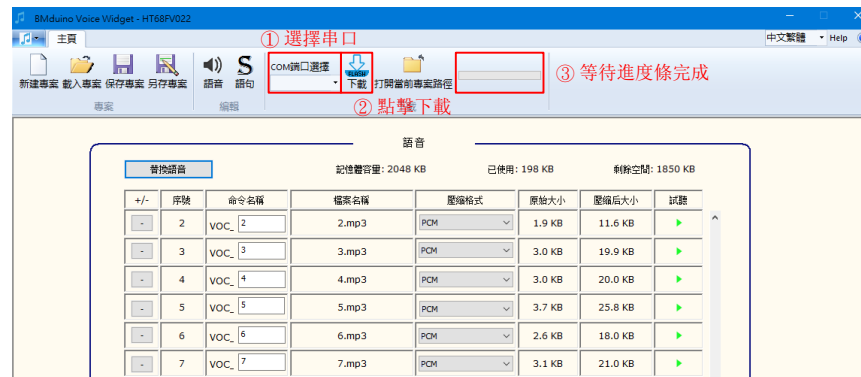 BMduino Voice Widget - HT68FV022
主頁
中文繁體 Help
① 選擇串口
新建專案 載入專案 保存專案 另存專案
專案
語音 語句
編輯
COM端口選擇
FLASH
下載 打開當前專案路徑
② 點擊下載
③ 等待進度條完成
語音
替換語音 記憶體容量: 2048 KB 已使用: 198 KB 剩餘空間: 1850 KB
+/- 序號 命令名稱 檔案名稱 壓縮格式 原始大小 壓縮后大小 試聽
- 2 VOC_ 2 2.mp3 PCM 1.9 KB 11.6 KB
- 3 VOC_ 3 3.mp3 PCM 3.0 KB 19.9 KB
- 4 VOC_ 4 4.mp3 PCM 3.0 KB 20.0 KB
- 5 VOC_ 5 5.mp3 PCM 3.7 KB 25.8 KB
- 6 VOC_ 6 6.mp3 PCM 2.6 KB 18.0 KB
- 7 VOC_ 7 7.mp3 PCM 3.1 KB 21.0 KB